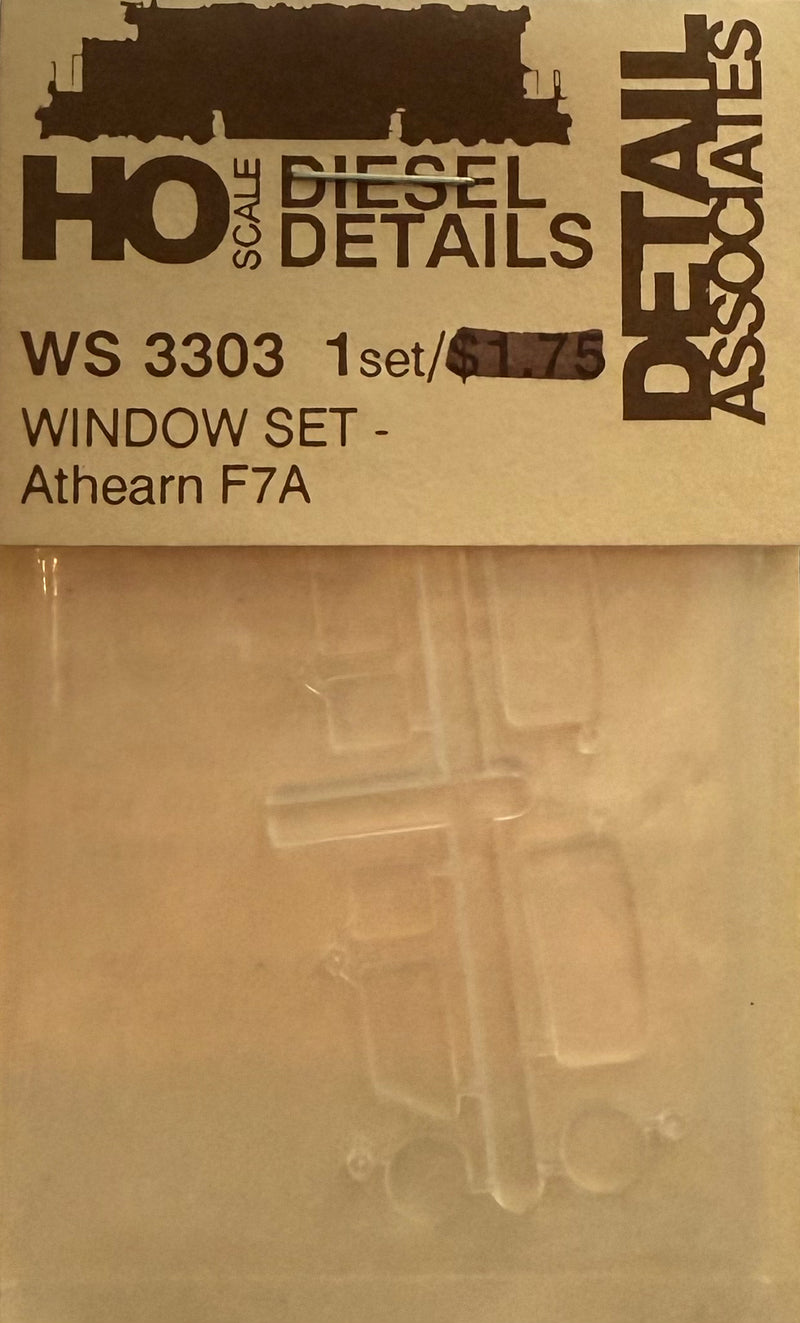 HO SCALE DIESEL
DETAILS
DETAIL
ASSOCIATES
WS 3303 1set/$1.75
WINDOW SET -
Athearn F7A